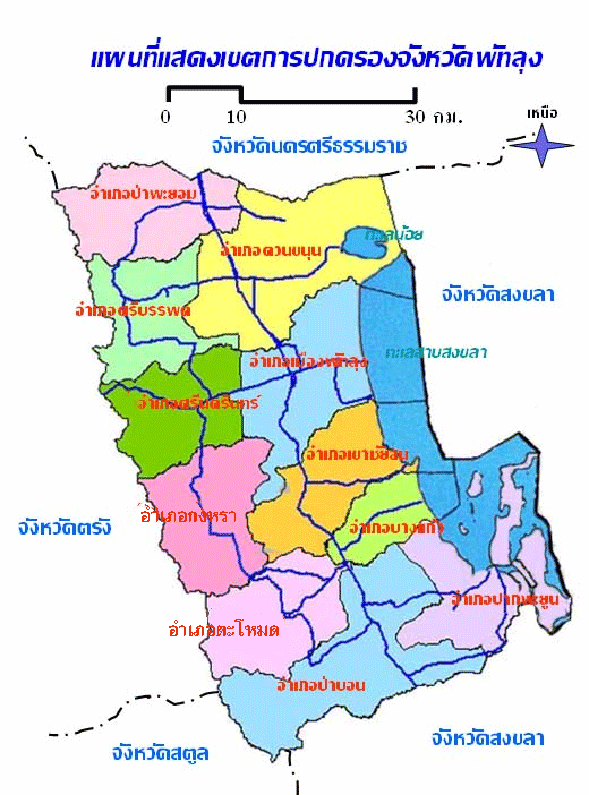 แผนที่แสดงเขตการปกครองจังหวัดพัทลุง
0 10 30 กม.
เหนือ
จังหวัดนครศรีธรรมราช
อำเภอป่าพะยอม
ทะเลน้อย
อำเภอควนขนุน
จังหวัดสงขลา
อำเภอศรีบรรพต
ทะเลสาบสงขลา
อำเภอเมืองพัทลุง
อำเภอศรีนครินทร์
อำเภอเขาชัยสน
อำเภอกงหรา
จังหวัดตรัง
อำเภอบางแก้ว
อำเภอปากพะยูน
อำเภอตะโหมด
อำเภอป่าบอน
จังหวัดสตูล
จังหวัดสงขลา